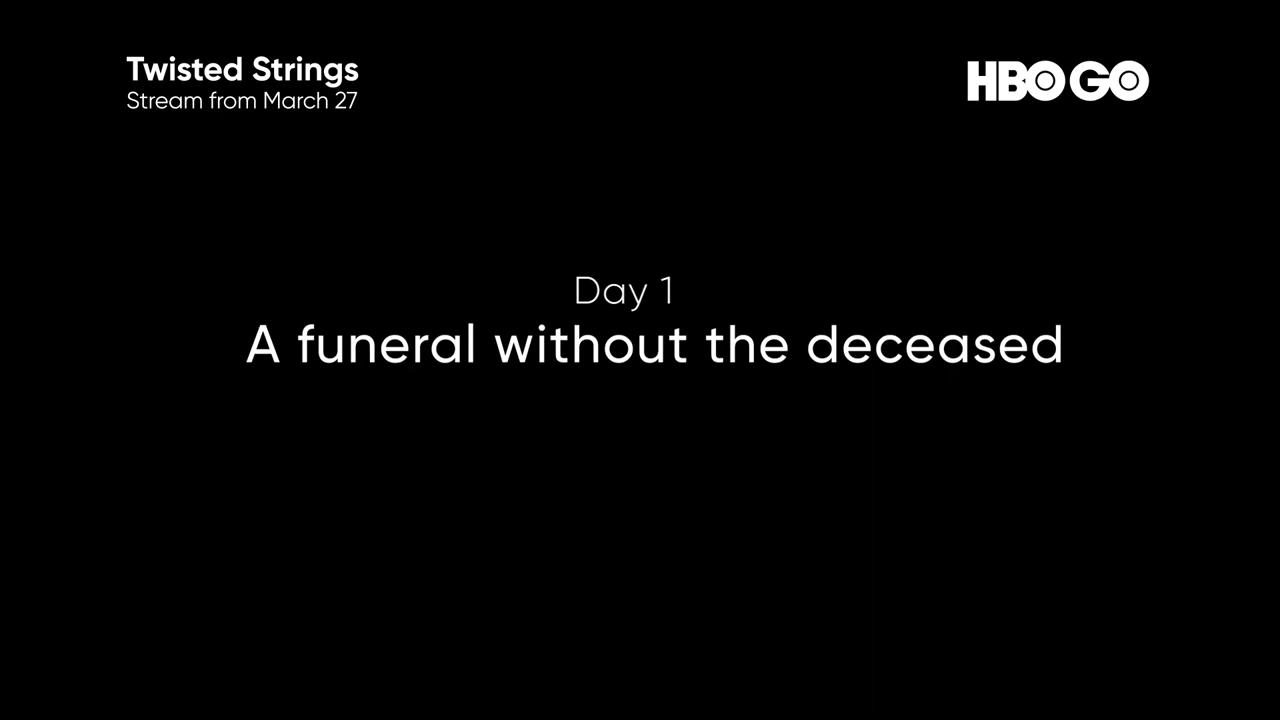 Twisted Strings
Stream from March 27
HBO GO
Day 1
A funeral without the deceased